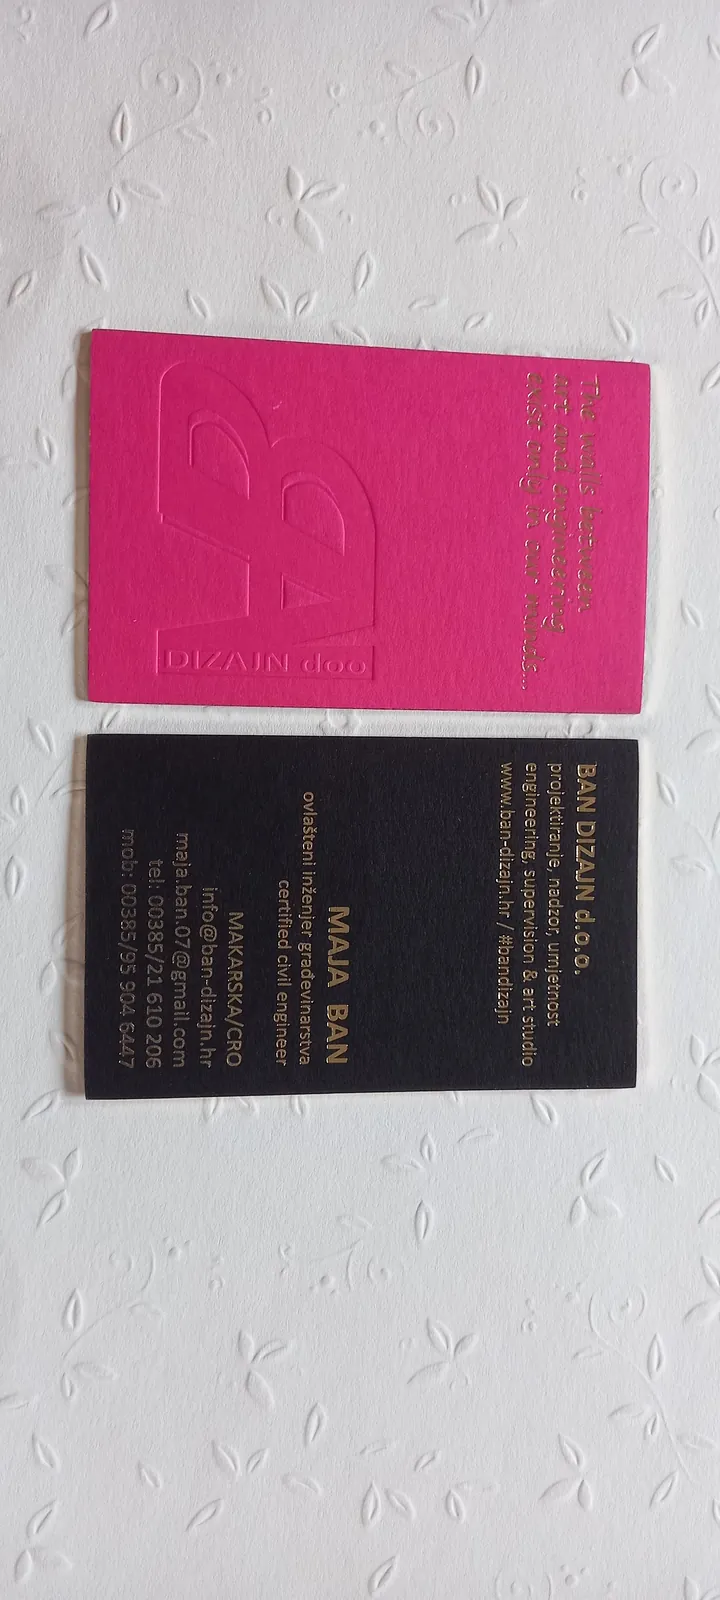 The walls between
art and engineering
exist only in our minds...
DIZAJN doo
BAN DIZAJN d.o.o.
projektiranje, nadzor, umjetnost
engineering, supervision & art studio
www.ban-dizajn.hr / #bandizajn
MAJA BAN
ovlašteni inženjer građevinarstva
certified civil engineer
MAKARSKA/CRO
info@ban-dizajn.hr
maja.ban.07@gmail.com
tel: 00385/21 610 206
mob: 00385/95 904 6447